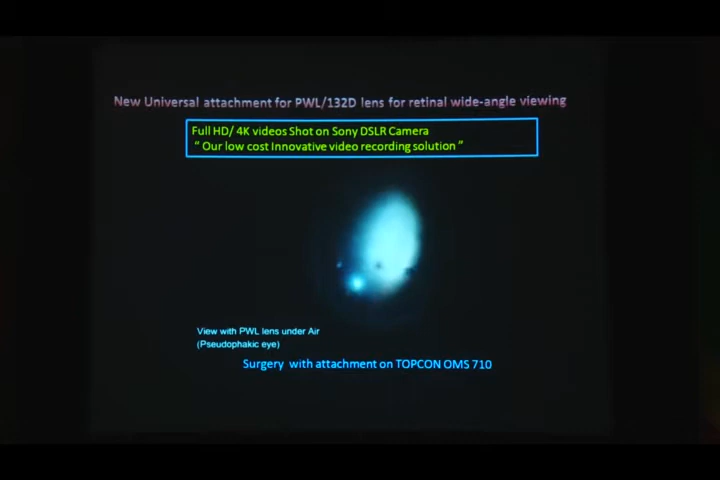 New Universal attachment for PWL/132D lens for retinal wide-angle viewing
Full HD/ 4K videos Shot on Sony DSLR Camera
“ Our low cost Innovative video recording solution ”
View with PWL lens under Air
(Pseudophakic eye)
Surgery with attachment on TOPCON OMS 710